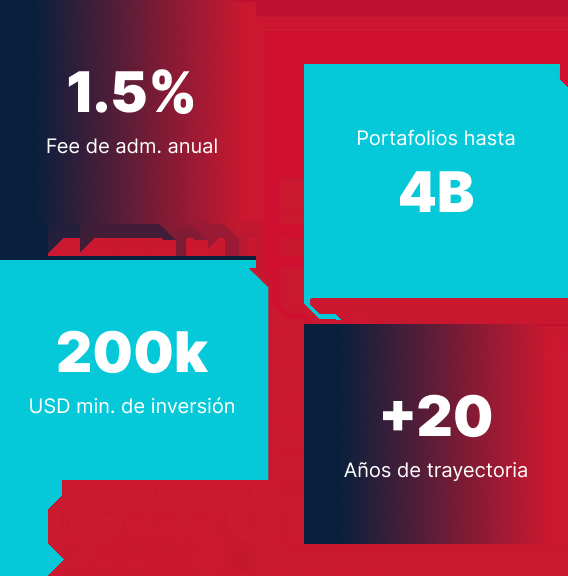 1.5%
Fee de adm. anual
Portafolios hasta
4B
200k
USD min. de inversión
+20
Años de trayectoria